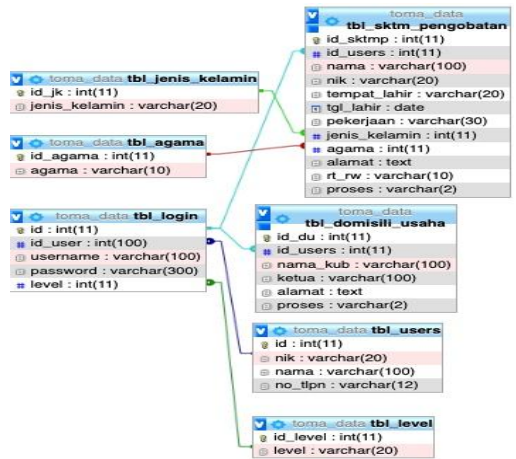 toma_data tbl_jenis_kelamin
id_jk : int(11)
jenis_kelamin : varchar(20)
toma_data tbl_agama
id_agama : int(11)
agama : varchar(10)
toma_data tbl_login
id : int(11)
id_user : int(100)
username : varchar(100)
password : varchar(300)
level : int(11)
toma_data
tbl_sktm_pengobatan
id_sktmp : int(11)
id_users : int(11)
nama : varchar(100)
nik : varchar(20)
tempat_lahir : varchar(20)
tgl_lahir : date
pekerjaan : varchar(30)
jenis_kelamin : int(11)
agama : int(11)
alamat : text
rt_rw : varchar(10)
proses : varchar(2)
toma_data
tbl_domisili_usaha
id_du : int(11)
id_users : int(11)
nama_kub : varchar(100)
ketua : varchar(100)
alamat : text
proses : varchar(2)
toma_data tbl_users
id : int(11)
nik : varchar(20)
nama : varchar(100)
no_tlpn : varchar(12)
toma_data tbl_level
id_level : int(11)
level : varchar(20)